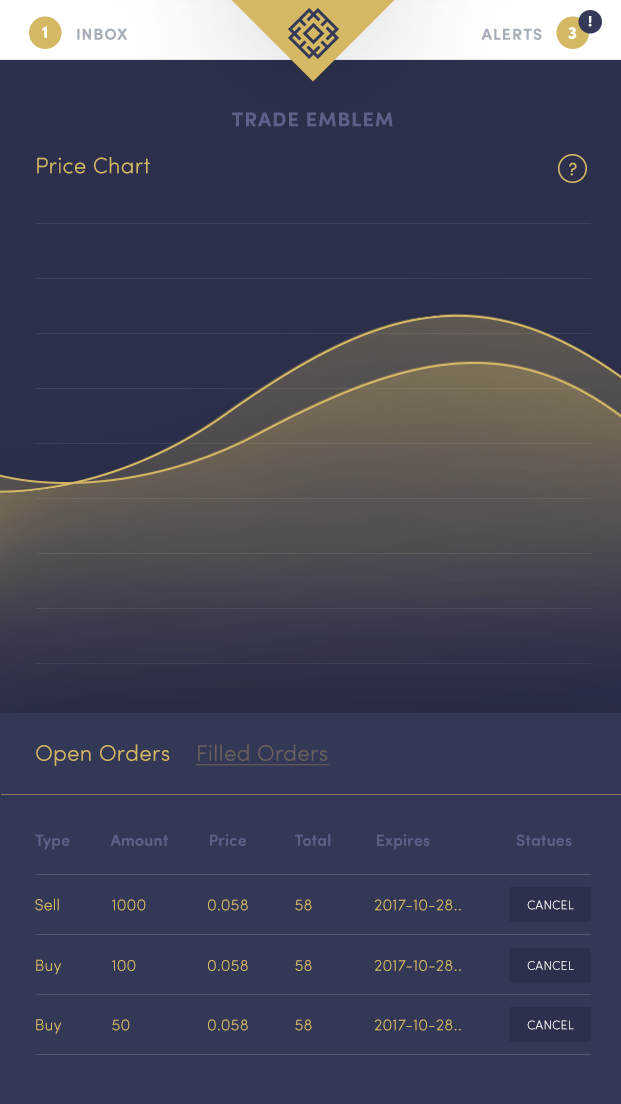 1 INBOX ALERTS 3 !
TRADE EMBLEM
Price Chart ?
Open Orders Filled Orders
Type Amount Price Total Expires Statues
Sell 1000 0.058 58 2017-10-28.. CANCEL
Buy 100 0.058 58 2017-10-28.. CANCEL
Buy 50 0.058 58 2017-10-28.. CANCEL